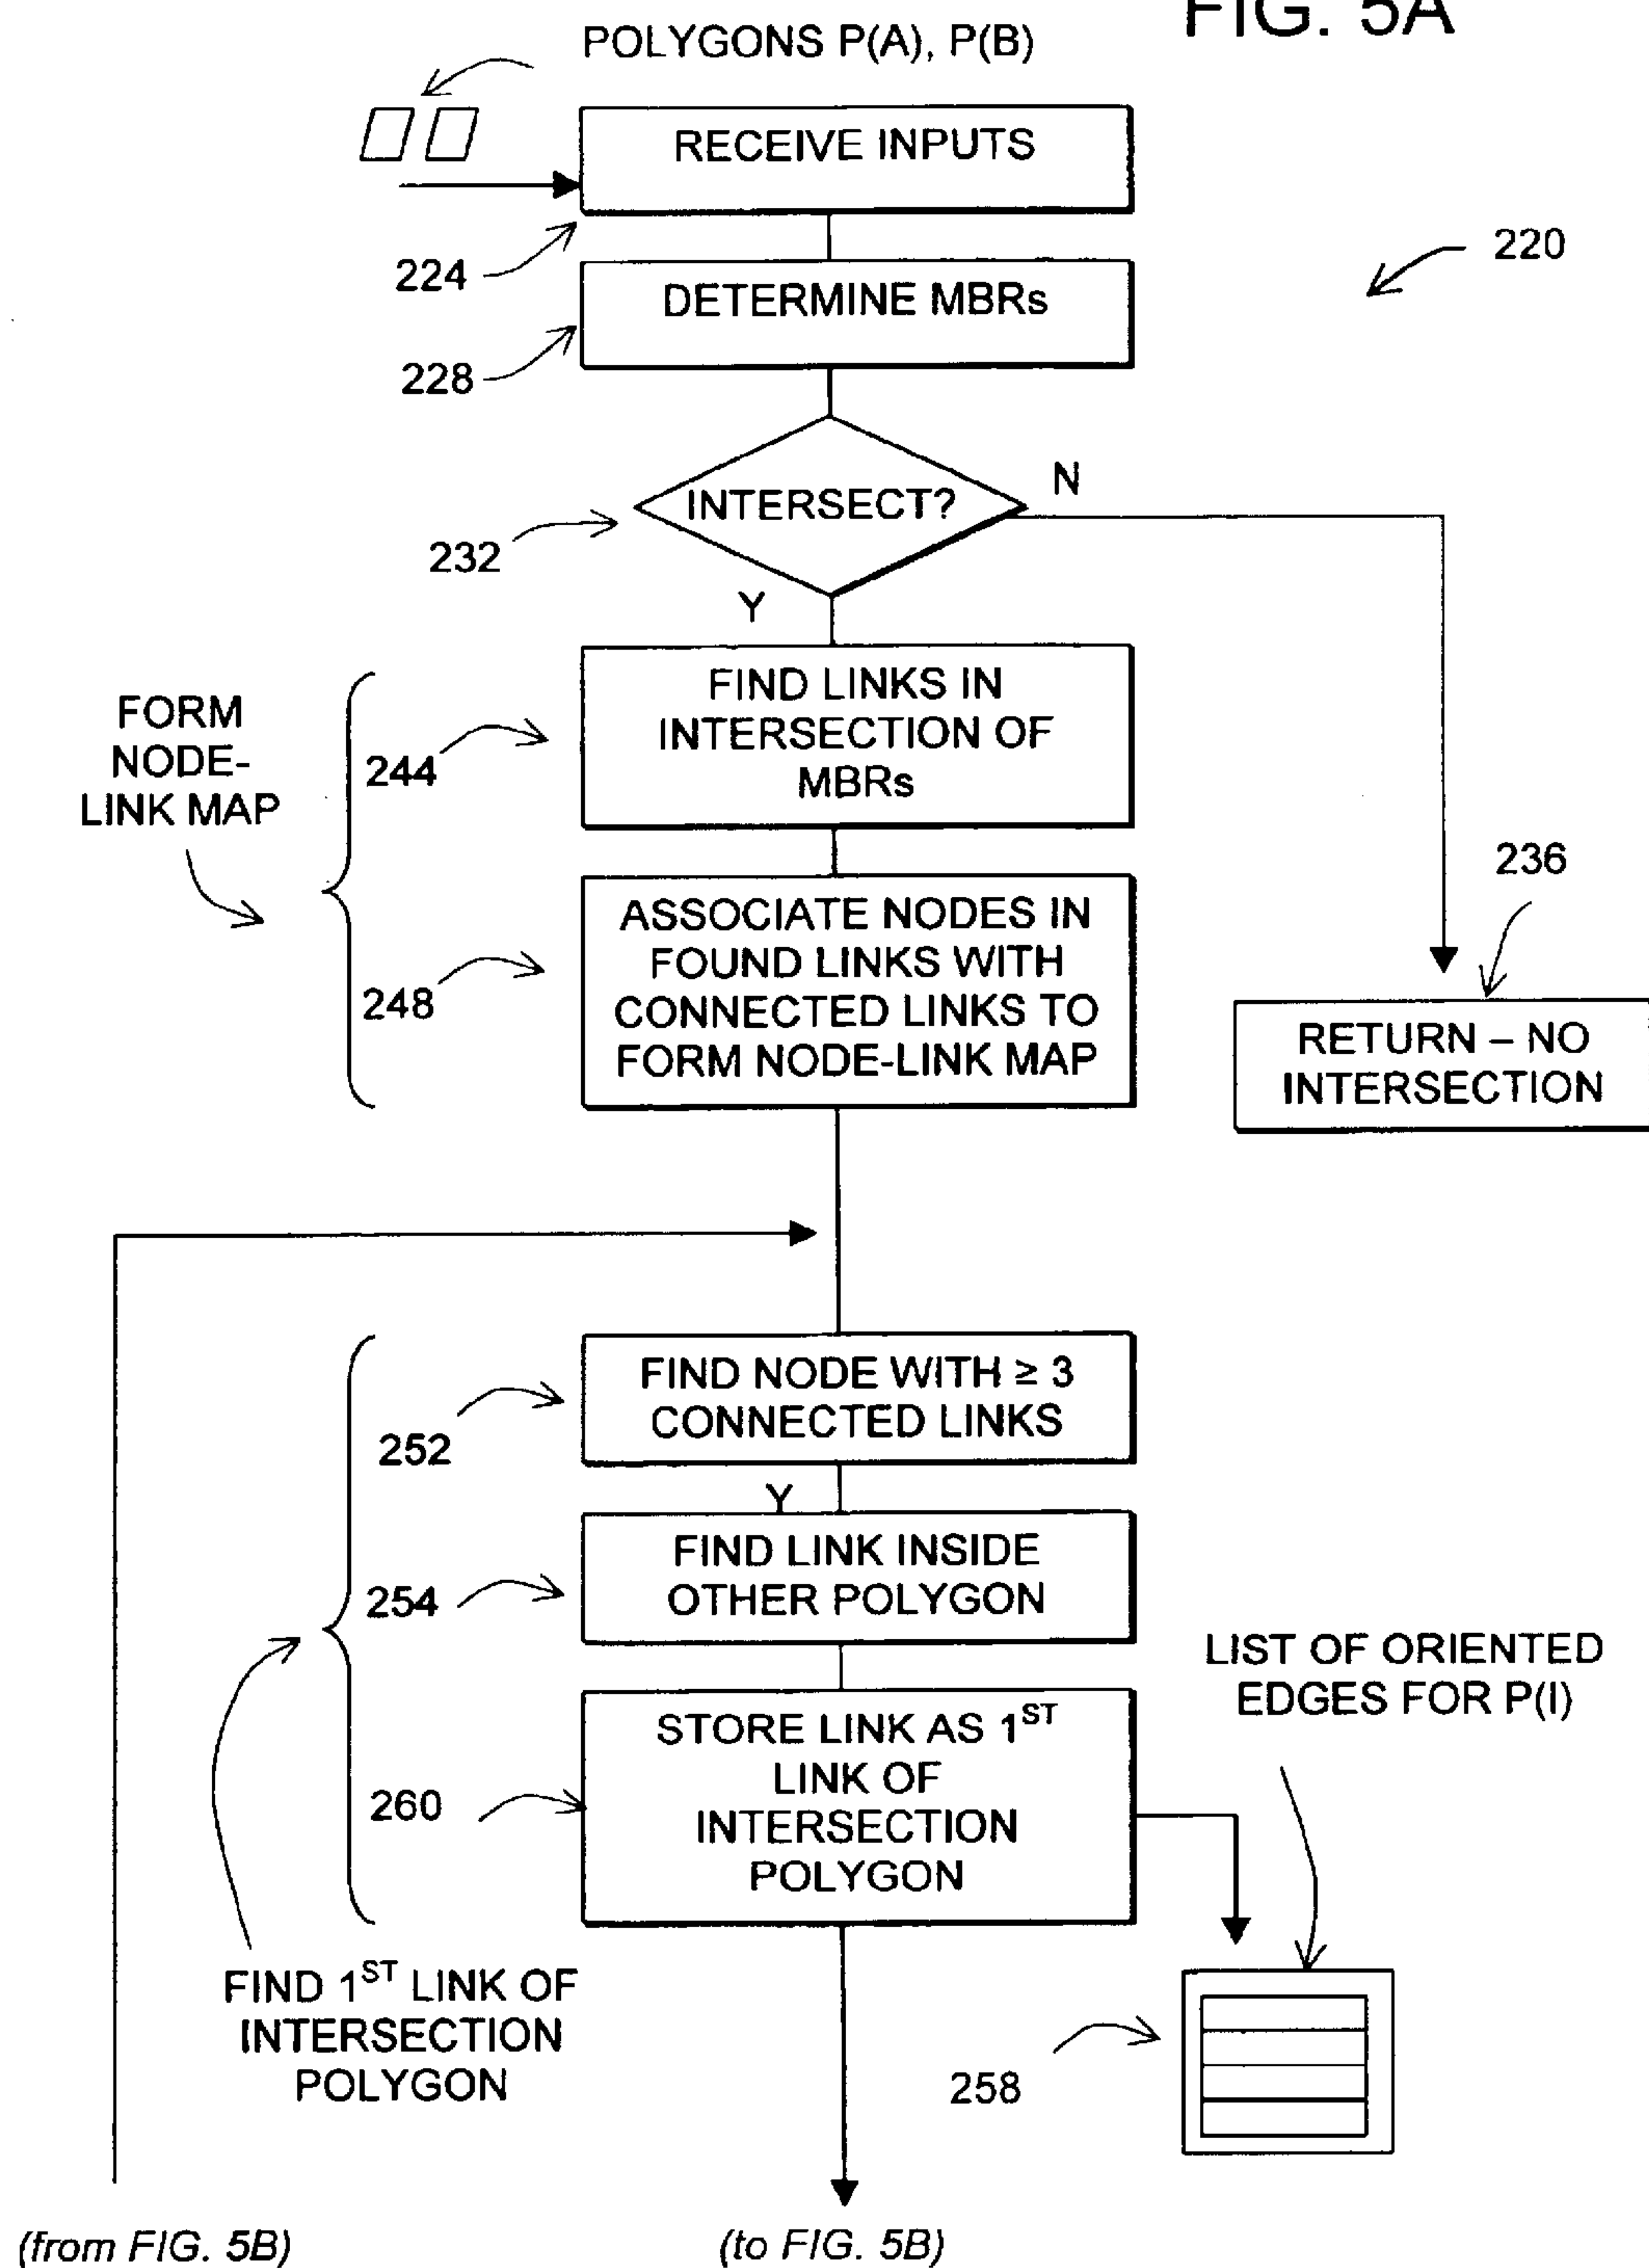 FIG. 5A
POLYGONS P(A), P(B)
RECEIVE INPUTS
224
220
DETERMINE MBRs
228
INTERSECT?
N
232
Y
FORM
NODE-
LINK MAP
244
FIND LINKS IN
INTERSECTION OF
MBRs
236
248
ASSOCIATE NODES IN
FOUND LINKS WITH
CONNECTED LINKS TO
FORM NODE-LINK MAP
RETURN – NO
INTERSECTION
252
FIND NODE WITH ≥ 3
CONNECTED LINKS
Y
254
FIND LINK INSIDE
OTHER POLYGON
LIST OF ORIENTED
EDGES FOR P(I)
260
STORE LINK AS 1ST
LINK OF
INTERSECTION
POLYGON
FIND 1ST LINK OF
INTERSECTION
POLYGON
258
(from FIG. 5B)
(to FIG. 5B)